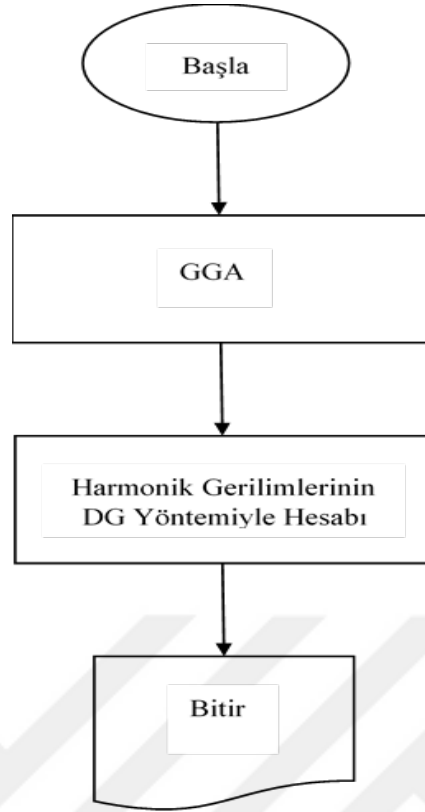 Başla
GGA
Harmonik Gerilimlerinin
DG Yöntemiyle Hesabı
Bitir